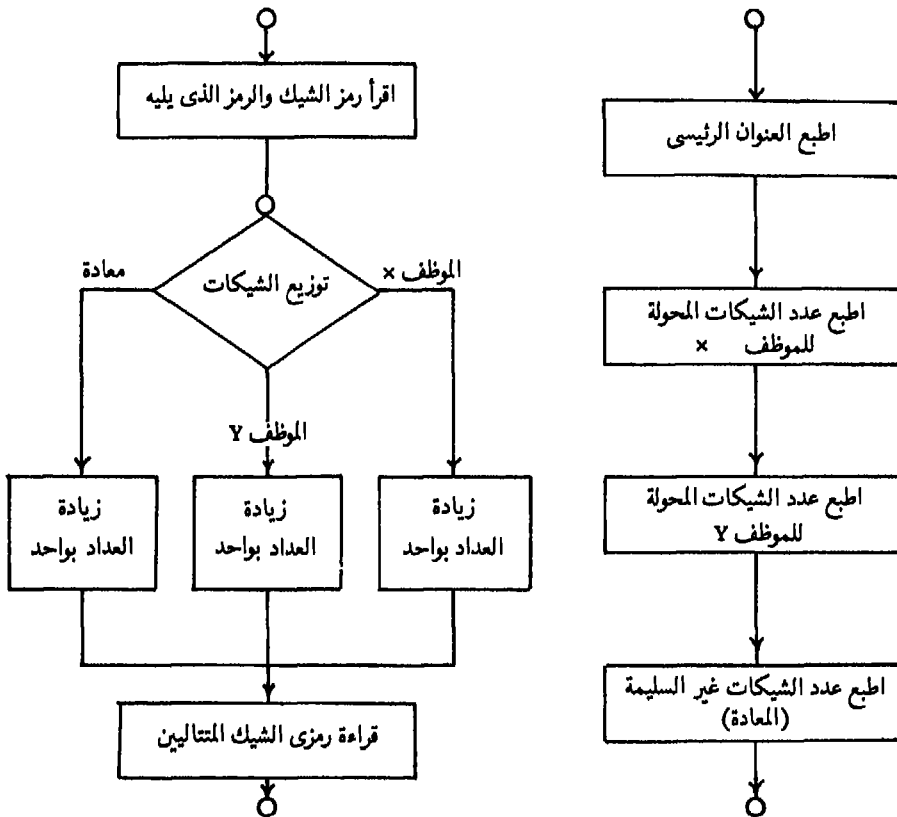 اقرأ رمز الشيك والرمز الذى يليه
توزيع الشيكات
الموظف ×
معادة
الموظف Y
زيادة
العداد بواحد
زيادة
العداد بواحد
زيادة
العداد بواحد
قراءة رمزى الشيك المتتاليين
اطبع العنوان الرئيسى
اطبع عدد الشيكات المحولة
للموظف ×
اطبع عدد الشيكات المحولة
للموظف Y
اطبع عدد الشيكات غير السليمة
(المعادة)